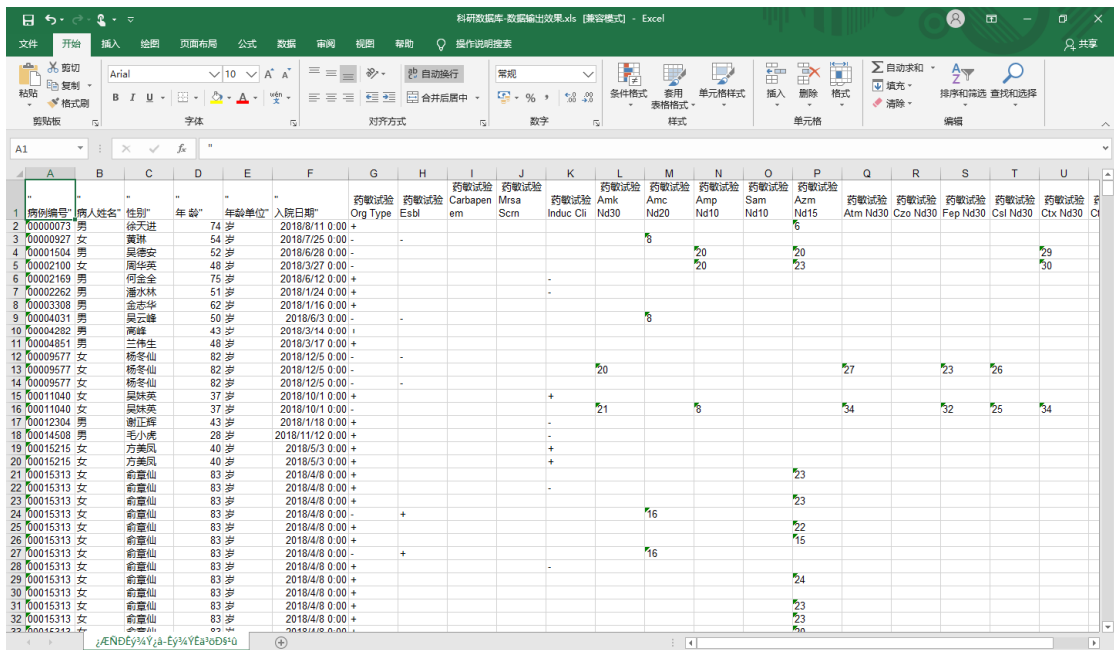 科研数据库-数据输出效果.xls [兼容模式] - Excel
文件 开始 插入 绘图 页面布局 公式 数据 审阅 视图 帮助 操作说明搜索 共享
剪切 Arial 10 自动换行 常规 自动求和
粘贴 复制 填充
格式刷 B I U 合并后居中 % 条件格式 套用 表格格式 单元格样式 插入 删除 格式 清除 排序和筛选 查找和选择
剪贴板 字体 对齐方式 数字 样式 单元格 编辑
A1 fx "
A B C D E F G H I J K L M N O P Q R S T U
1 病例编号" 病人姓名" 性别" 年 龄" 年龄单位" 入院日期" 药敏试验 Org Type 药敏试验 Esbl 药敏试验 Carbapenem 药敏试验 Mrsa Scrn 药敏试验 Induc Cli 药敏试验 Amk Nd30 药敏试验 Amc Nd20 药敏试验 Amp Nd10 药敏试验 Sam Nd10 药敏试验 Azm Nd15 药敏试验 Atm Nd30 药敏试验 Czo Nd30 药敏试验 Fep Nd30 药敏试验 Csl Nd30 药敏试验 Ctx Nd30
2 00000073 男 徐天进 74 岁 2018/8/11 0:00 + 6
3 00000927 女 黄琳 54 岁 2018/7/25 0:00 - - 8
4 00001504 男 吴德安 52 岁 2018/6/28 0:00 - 20 20 29
5 00002100 女 周华英 48 岁 2018/3/27 0:00 - 20 23 30
6 00002169 男 何金全 75 岁 2018/6/12 0:00 + -
7 00002262 男 潘水林 51 岁 2018/1/24 0:00 + -
8 00003308 男 金志华 62 岁 2018/1/16 0:00 +
9 00004031 男 吴云峰 50 岁 2018/6/3 0:00 - - 8
10 00004282 男 高峰 43 岁 2018/3/14 0:00 +
11 00004851 男 兰伟生 48 岁 2018/3/17 0:00 +
12 00009577 女 杨冬仙 82 岁 2018/12/5 0:00 - -
13 00009577 女 杨冬仙 82 岁 2018/12/5 0:00 - 20 27 23 26
14 00009577 女 杨冬仙 82 岁 2018/12/5 0:00 - -
15 00011040 女 吴妹英 37 岁 2018/10/1 0:00 + +
16 00011040 女 吴妹英 37 岁 2018/10/1 0:00 - 21 8 34 32 25 34
17 00012304 男 谢正辉 43 岁 2018/1/18 0:00 + -
18 00014508 男 毛小虎 28 岁 2018/11/12 0:00 + -
19 00015215 女 方美凤 40 岁 2018/5/3 0:00 + +
20 00015215 女 方美凤 40 岁 2018/5/3 0:00 + +
21 00015313 女 俞童仙 83 岁 2018/4/8 0:00 + 23
22 00015313 女 俞童仙 83 岁 2018/4/8 0:00 + -
23 00015313 女 俞童仙 83 岁 2018/4/8 0:00 + 23
24 00015313 女 俞童仙 83 岁 2018/4/8 0:00 - + 16
25 00015313 女 俞童仙 83 岁 2018/4/8 0:00 + 22
26 00015313 女 俞童仙 83 岁 2018/4/8 0:00 + 15
27 00015313 女 俞童仙 83 岁 2018/4/8 0:00 - + 16
28 00015313 女 俞童仙 83 岁 2018/4/8 0:00 + -
29 00015313 女 俞童仙 83 岁 2018/4/8 0:00 + 24
30 00015313 女 俞童仙 83 岁 2018/4/8 0:00 +
31 00015313 女 俞童仙 83 岁 2018/4/8 0:00 + 23
32 00015313 女 俞童仙 83 岁 2018/4/8 0:00 + 23
¿ÆÑÐÊý¾Ý¿â-Êý¾ÝÊä³öÐ§¹û